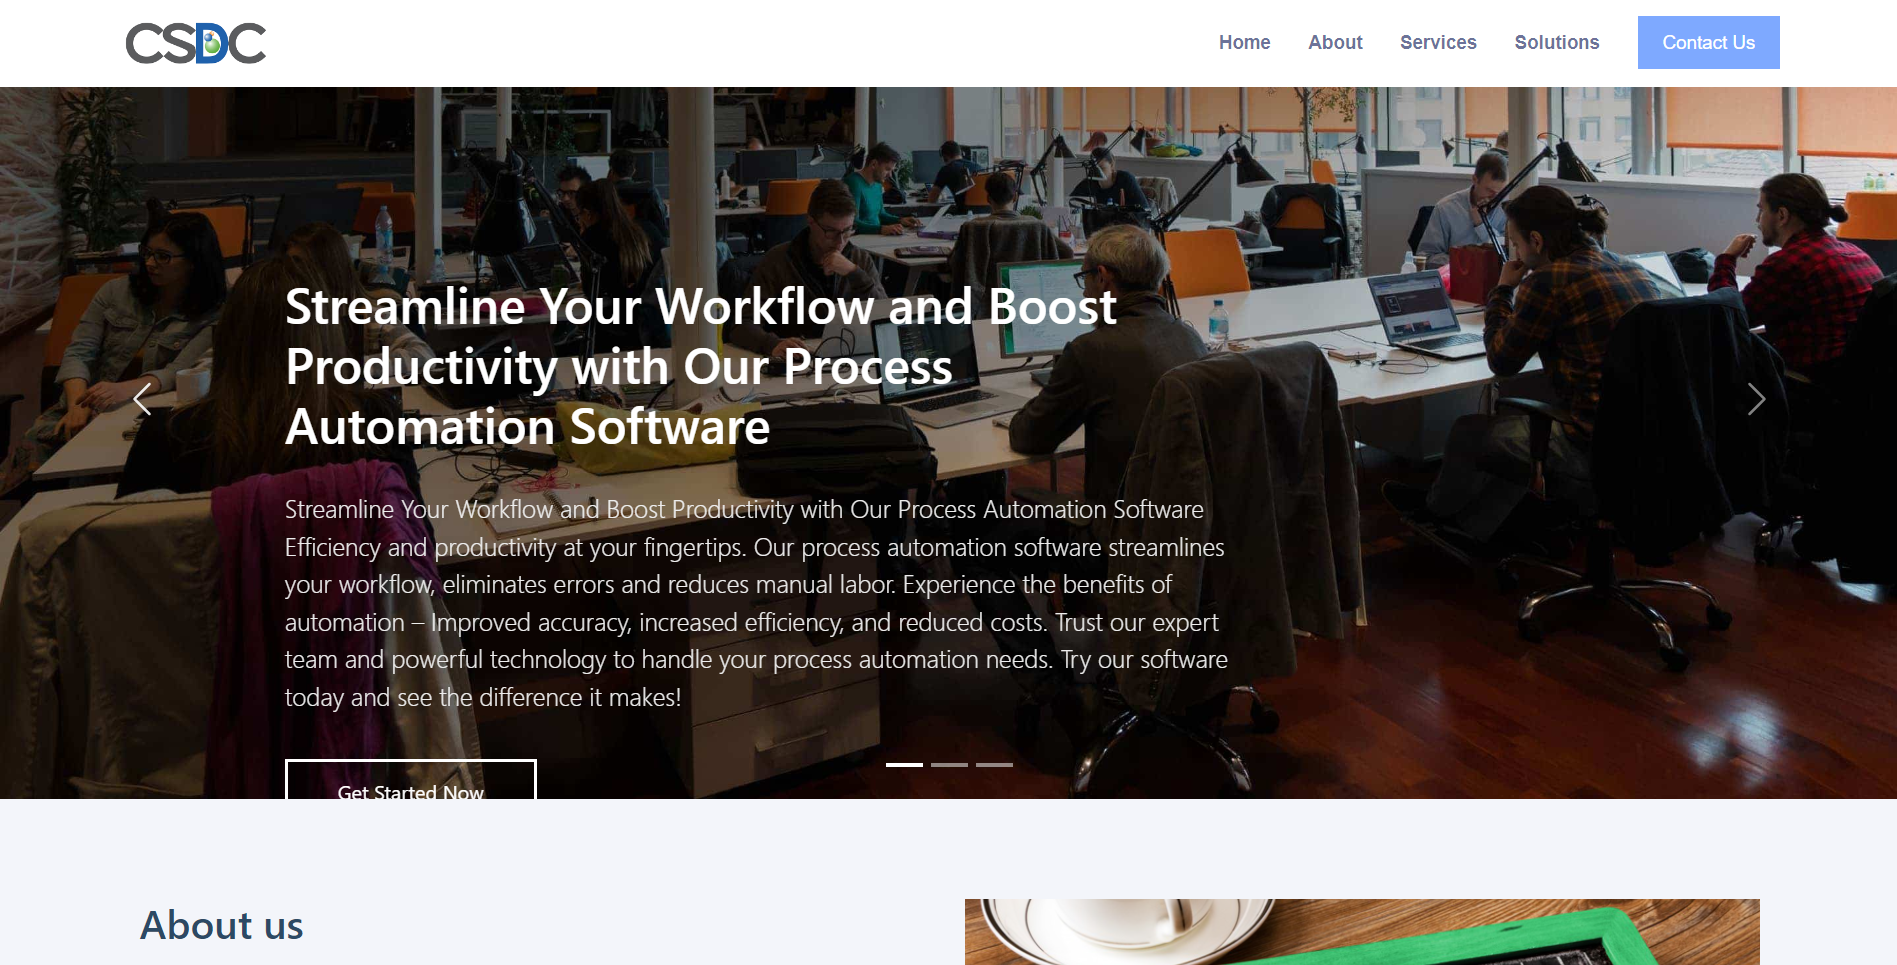 CSDC
Home
About
Services
Solutions
Contact Us
Streamline Your Workflow and Boost
Productivity with Our Process
Automation Software
Streamline Your Workflow and Boost Productivity with Our Process Automation Software
Efficiency and productivity at your fingertips. Our process automation software streamlines
your workflow, eliminates errors and reduces manual labor. Experience the benefits of
automation – Improved accuracy, increased efficiency, and reduced costs. Trust our expert
team and powerful technology to handle your process automation needs. Try our software
today and see the difference it makes!
Get Started Now
About us